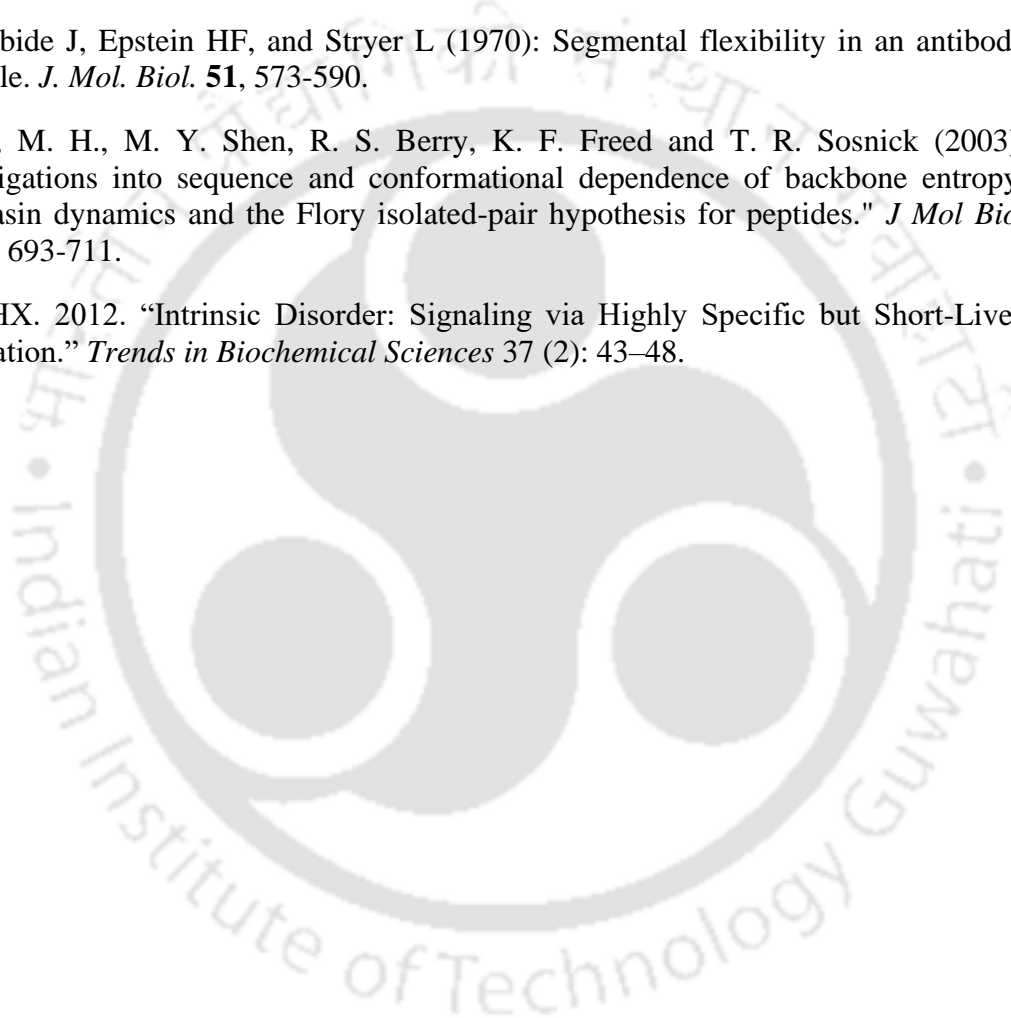 bide J, Epstein HF, and Stryer L (1970): Segmental flexibility in an antibod
le. J. Mol. Biol. 51, 573-590.
, M. H., M. Y. Shen, R. S. Berry, K. F. Freed and T. R. Sosnick (2003)
igations into sequence and conformational dependence of backbone entropy
asin dynamics and the Flory isolated-pair hypothesis for peptides." J Mol Bio
693-711.
HX. 2012. “Intrinsic Disorder: Signaling via Highly Specific but Short-Live
ation.” Trends in Biochemical Sciences 37 (2): 43–48.
Indian Institute of Technology Guwahati